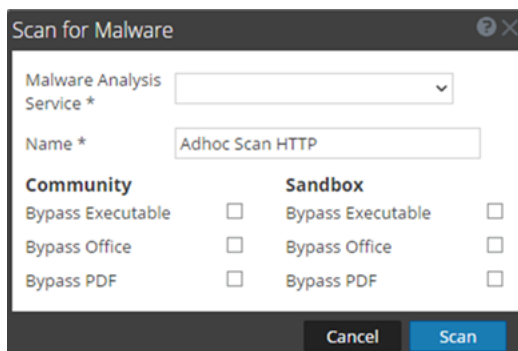 Scan for Malware
Malware Analysis
Service *
Name * Adhoc Scan HTTP
Community Sandbox
Bypass Executable Bypass Executable
Bypass Office Bypass Office
Bypass PDF Bypass PDF
Cancel Scan